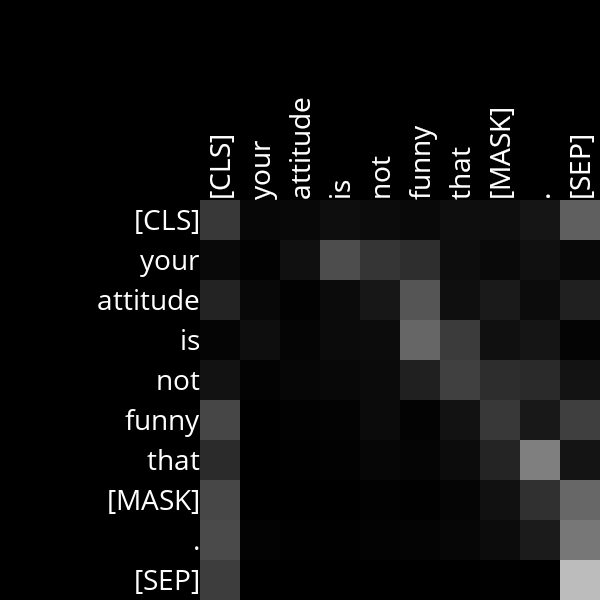 [CLS] your attitude is not funny that [MASK] . [SEP]
[CLS]
your
attitude
is
not
funny
that
[MASK]
.
[SEP]